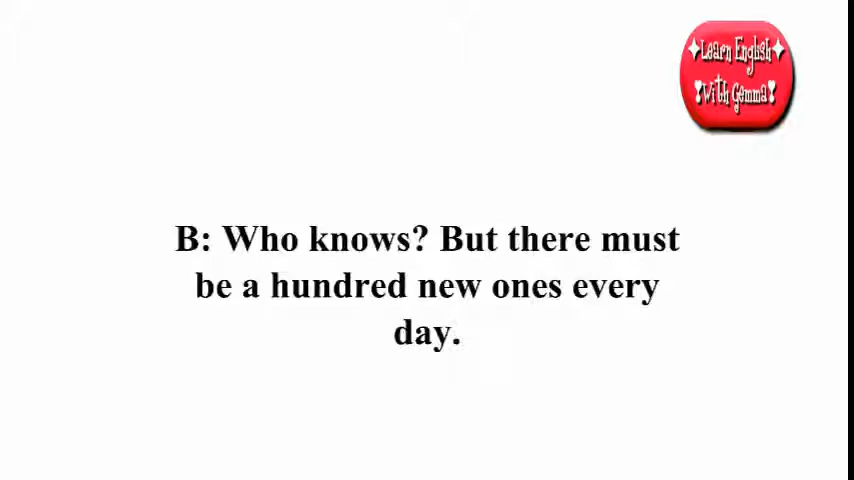 Learn English
With Gemma
B: Who knows? But there must
be a hundred new ones every
day.